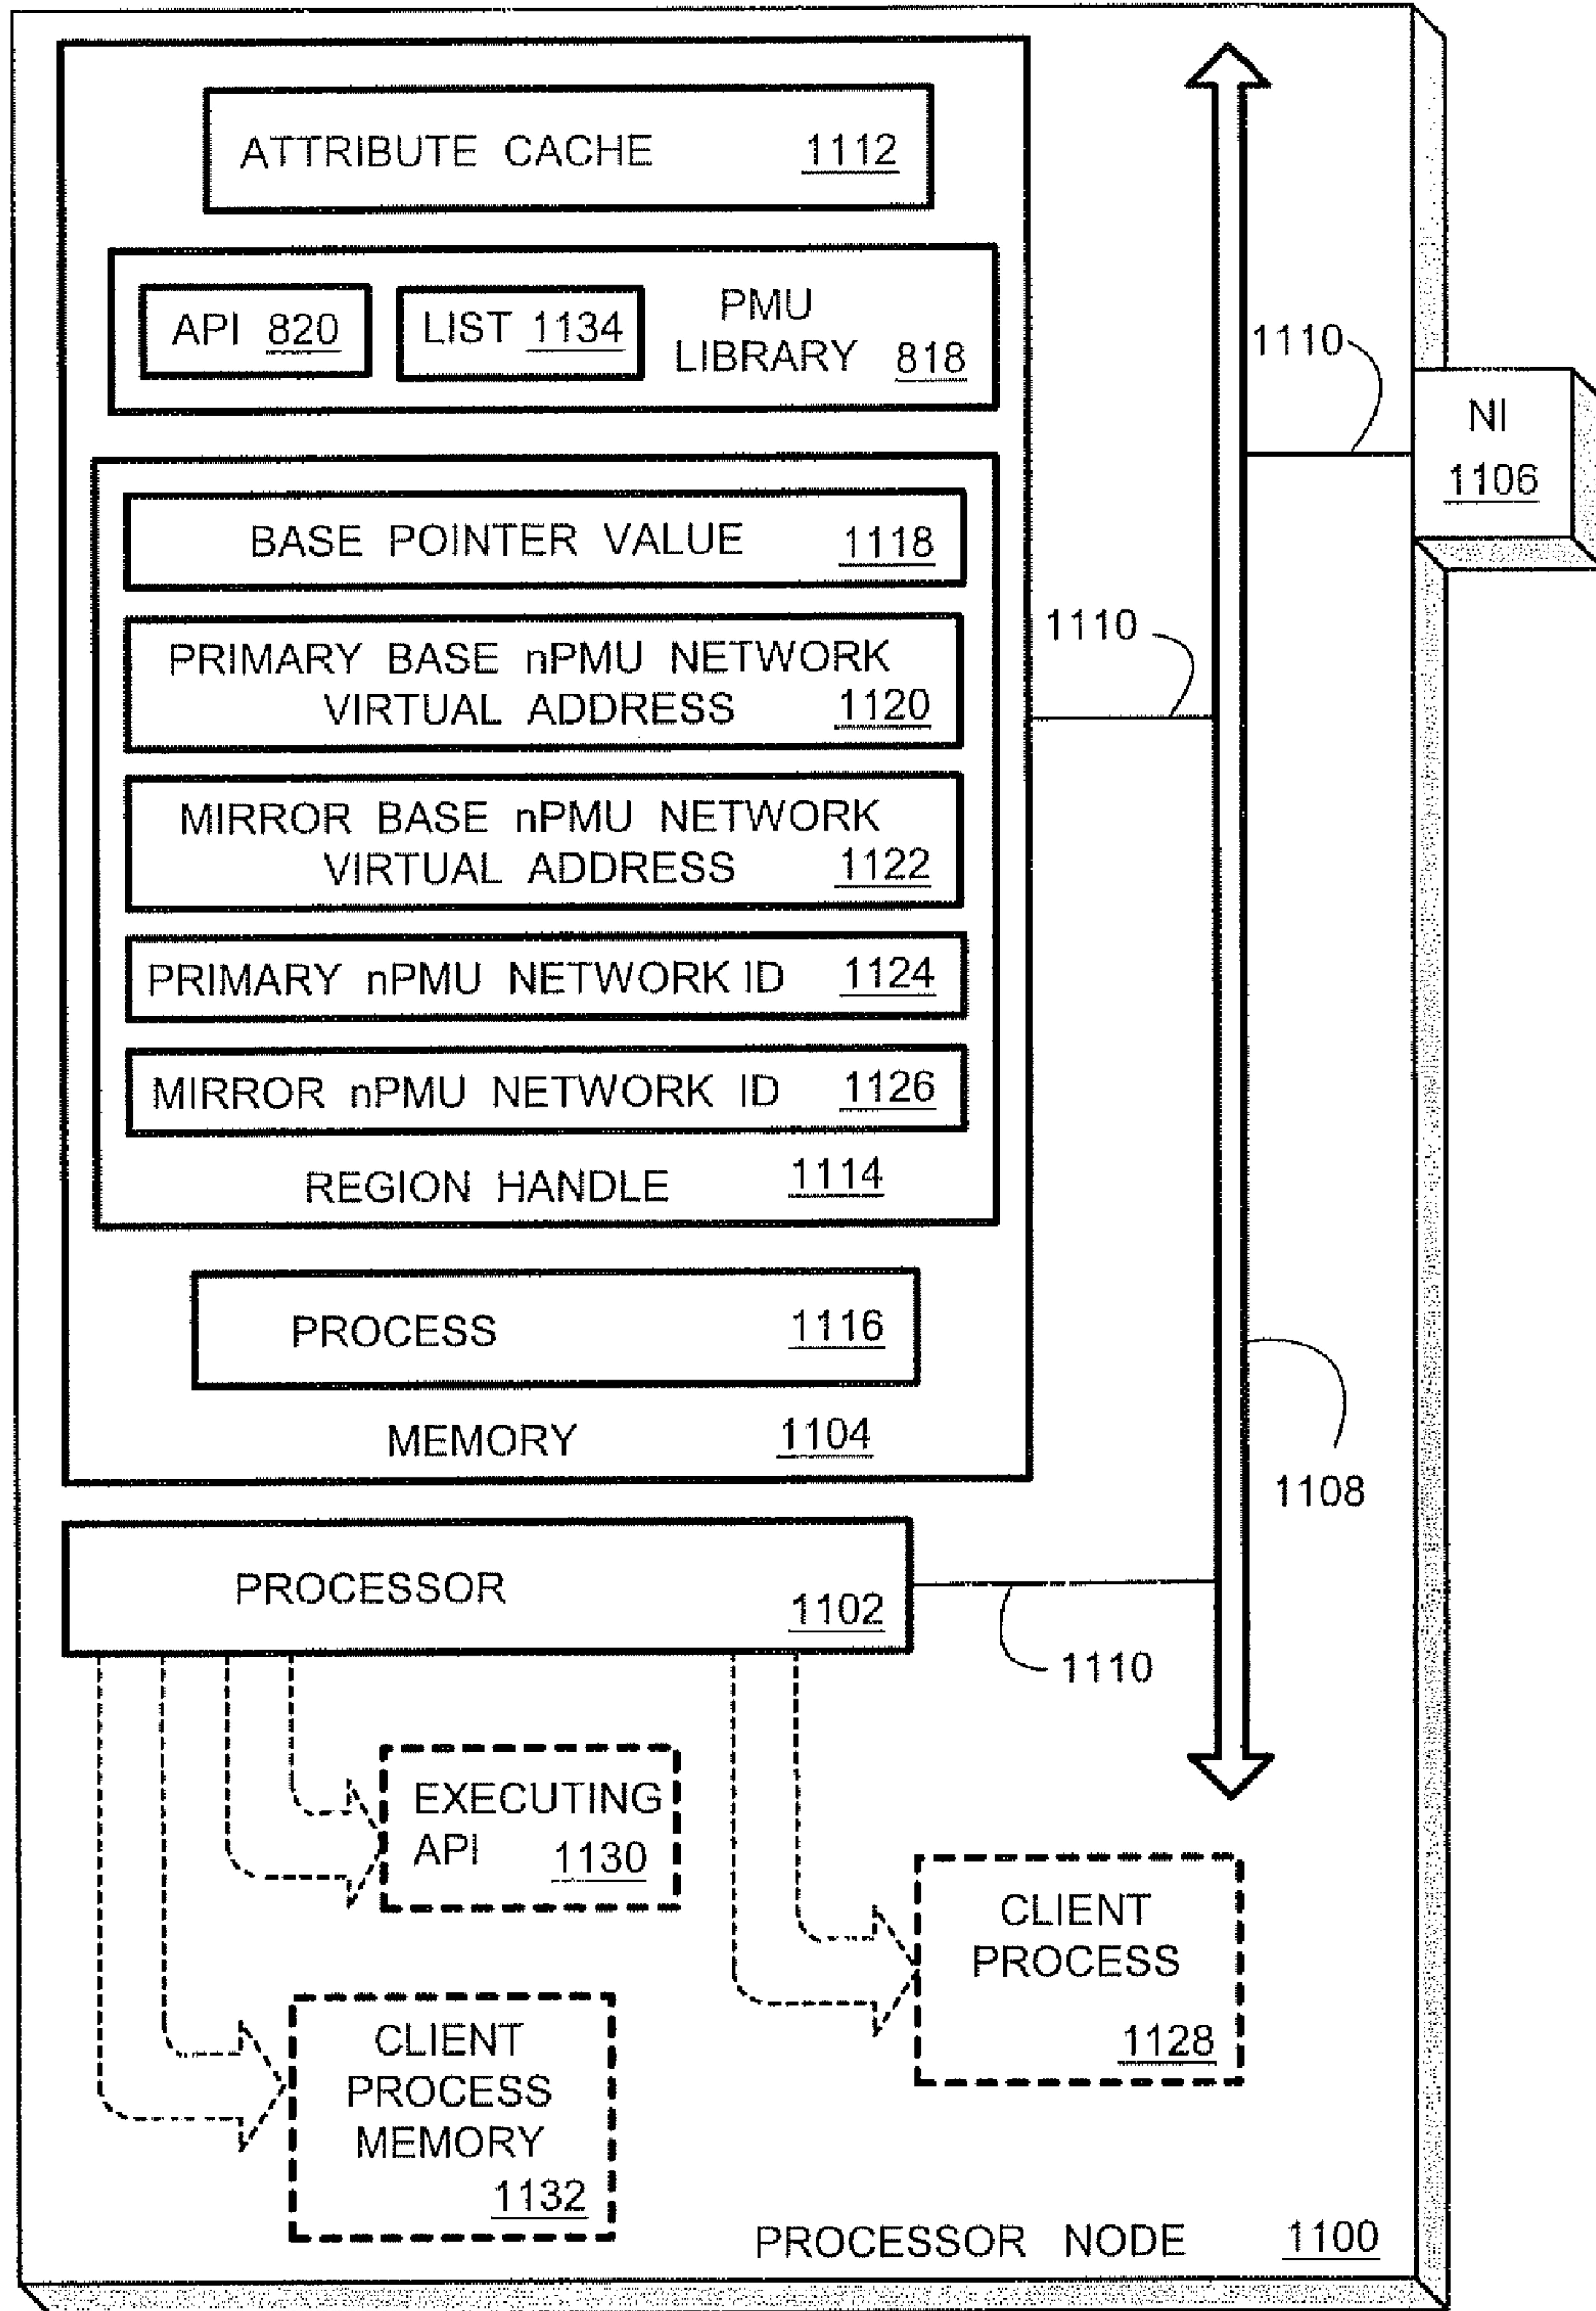 ATTRIBUTE CACHE 1112
API 820
LIST 1134
PMU
LIBRARY 818
1110
NI
1106
BASE POINTER VALUE 1118
PRIMARY BASE nPMU NETWORK
VIRTUAL ADDRESS 1120
1110
MIRROR BASE nPMU NETWORK
VIRTUAL ADDRESS 1122
PRIMARY nPMU NETWORK ID 1124
MIRROR nPMU NETWORK ID 1126
REGION HANDLE 1114
PROCESS 1116
MEMORY 1104
1108
PROCESSOR 1102
1110
EXECUTING
API 1130
CLIENT
PROCESS
1128
CLIENT
PROCESS
MEMORY
1132
PROCESSOR NODE 1100